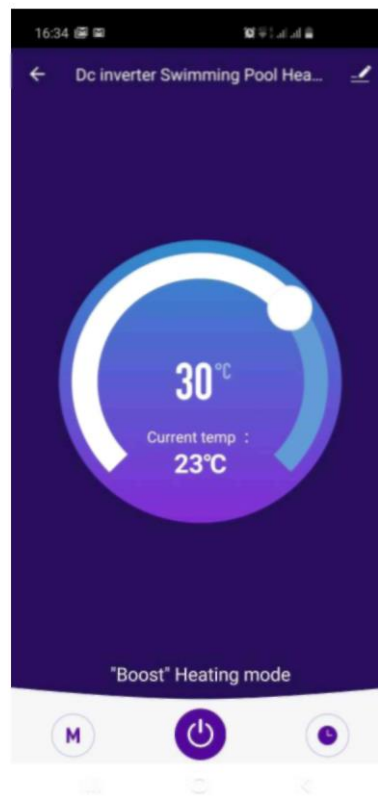 16:34
Dc inverter Swimming Pool Hea...
30°C
Current temp :
23°C
"Boost" Heating mode
M